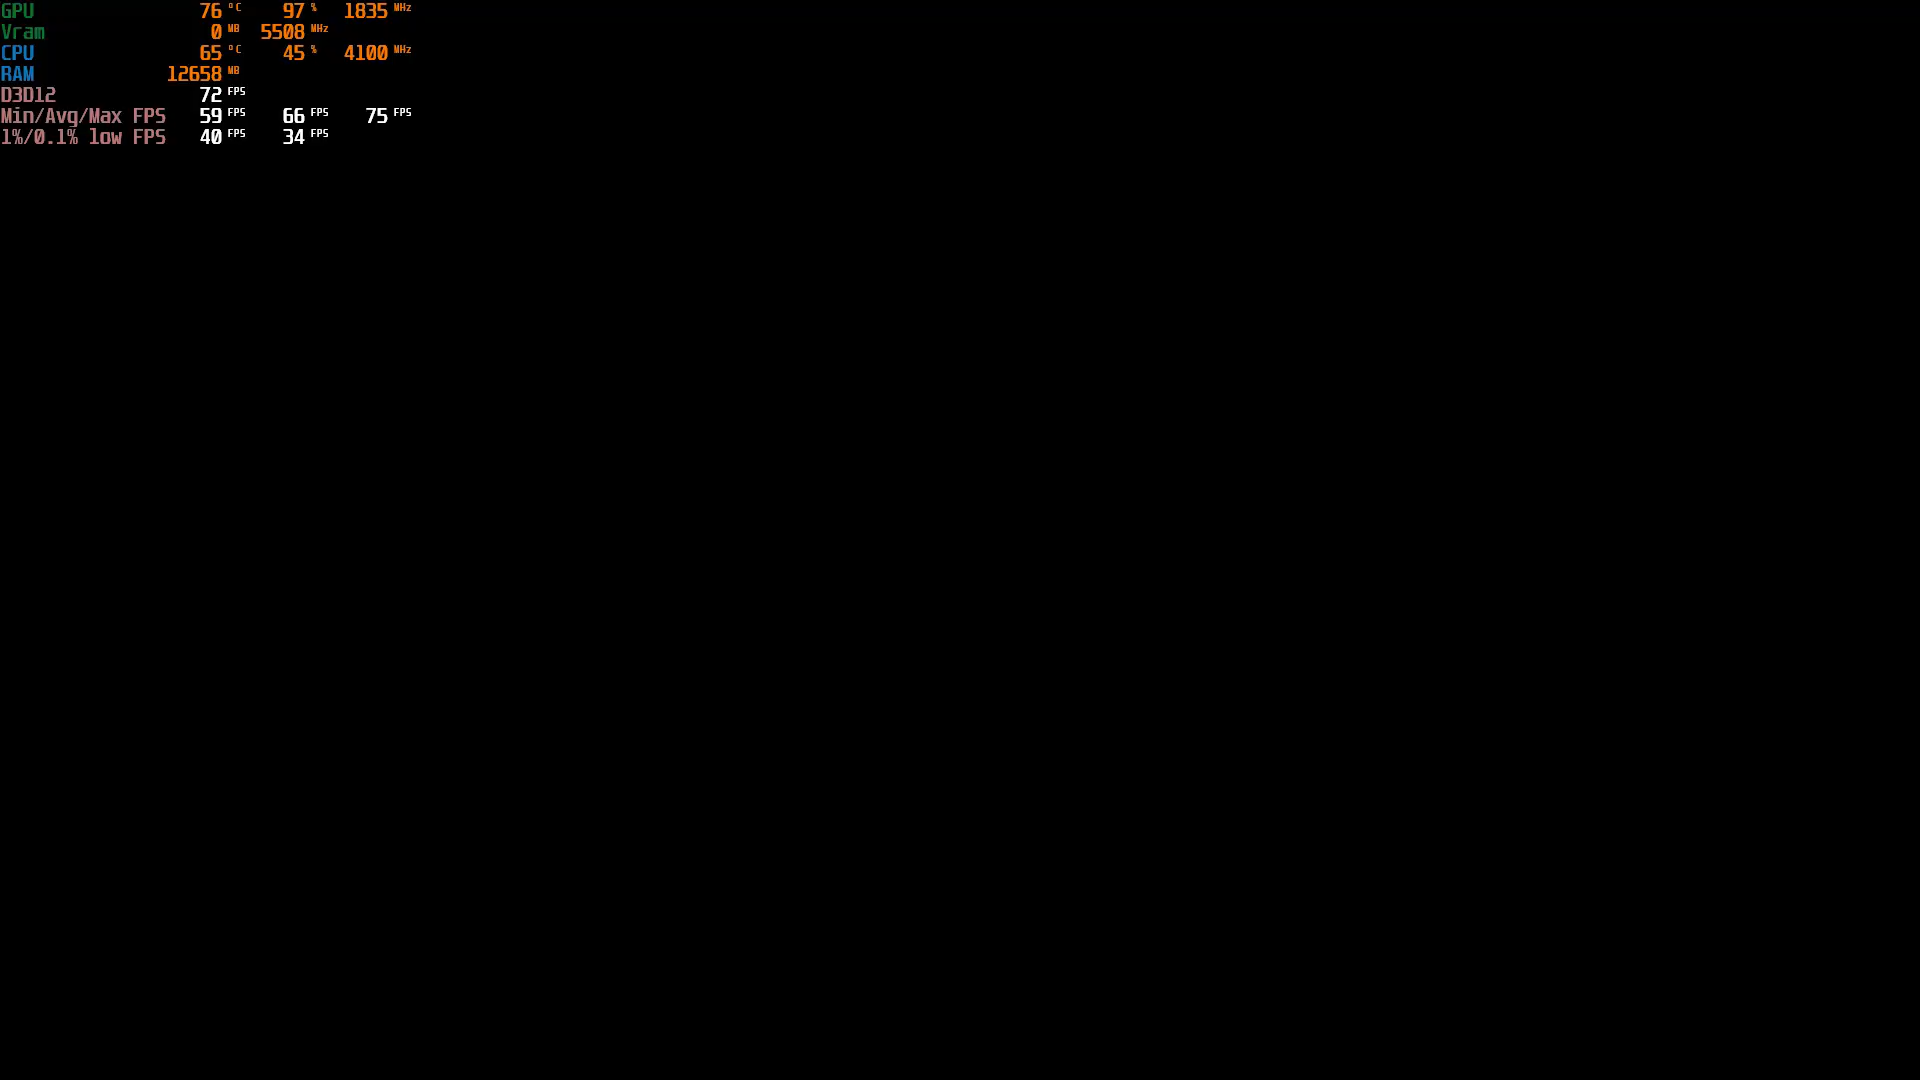 GPU 76 °C 97 % 1835 MHz
Vram 0 MB 5508 MHz
CPU 65 °C 45 % 4100 MHz
RAM 12658 MB
D3D12 72 FPS
Min/Avg/Max FPS 59 FPS 66 FPS 75 FPS
1%/0.1% low FPS 40 FPS 34 FPS